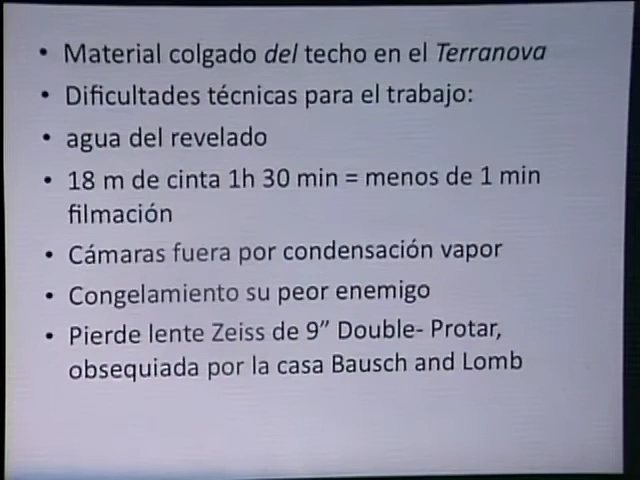 • Material colgado del techo en el Terranova
• Dificultades técnicas para el trabajo:
• agua del revelado
• 18 m de cinta 1h 30 min = menos de 1 min
filmación
• Cámaras fuera por condensación vapor
• Congelamiento su peor enemigo
• Pierde lente Zeiss de 9” Double- Protar,
obsequiada por la casa Bausch and Lomb